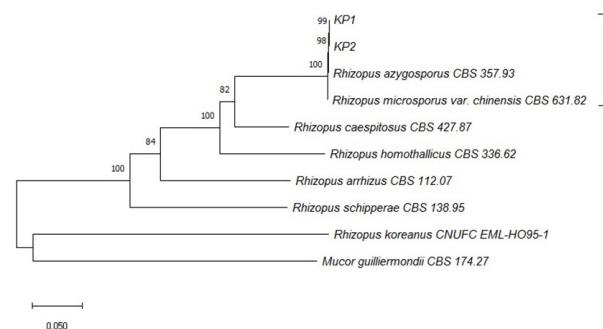 99
KP1
98
KP2
100
Rhizopus azygosporus CBS 357.93
82
Rhizopus microsporus var. chinensis CBS 631.82
100
Rhizopus caespitosus CBS 427.87
84
Rhizopus homothallicus CBS 336.62
100
Rhizopus arrhizus CBS 112.07
Rhizopus schipperae CBS 138.95
Rhizopus koreanus CNUFC EML-HO95-1
Mucor guilliermondii CBS 174.27
0.050